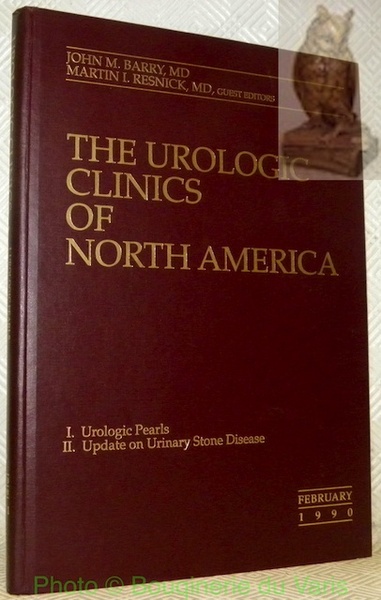 JOHN M. BARRY, MD
MARTIN I. RESNICK, MD, GUEST EDITORS
THE UROLOGIC
CLINICS
OF
NORTH AMERICA
I. Urologic Pearls
II. Update on Urinary Stone Disease
FEBRUARY
1990
Photo © Bouquinerie du Varis